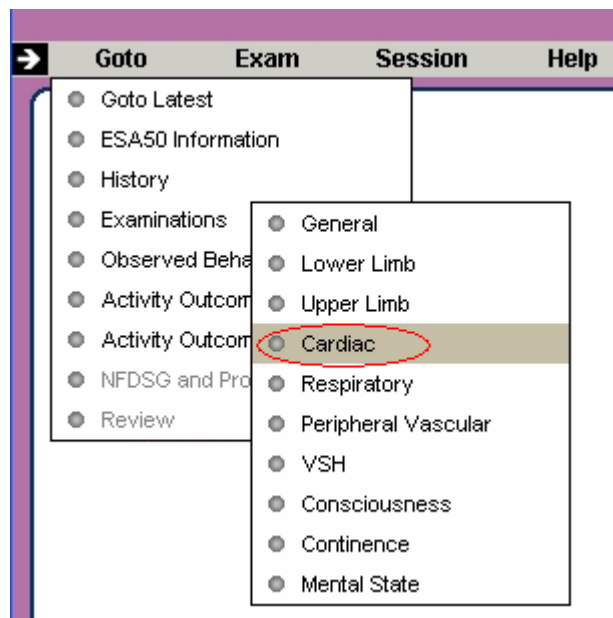 Goto Exam Session Help
Goto Latest
ESA50 Information
History
Examinations
Observed Beha
Activity Outcom
Activity Outcom
NFDSG and Pro
Review
General
Lower Limb
Upper Limb
Cardiac
Respiratory
Peripheral Vascular
VSH
Consciousness
Continence
Mental State